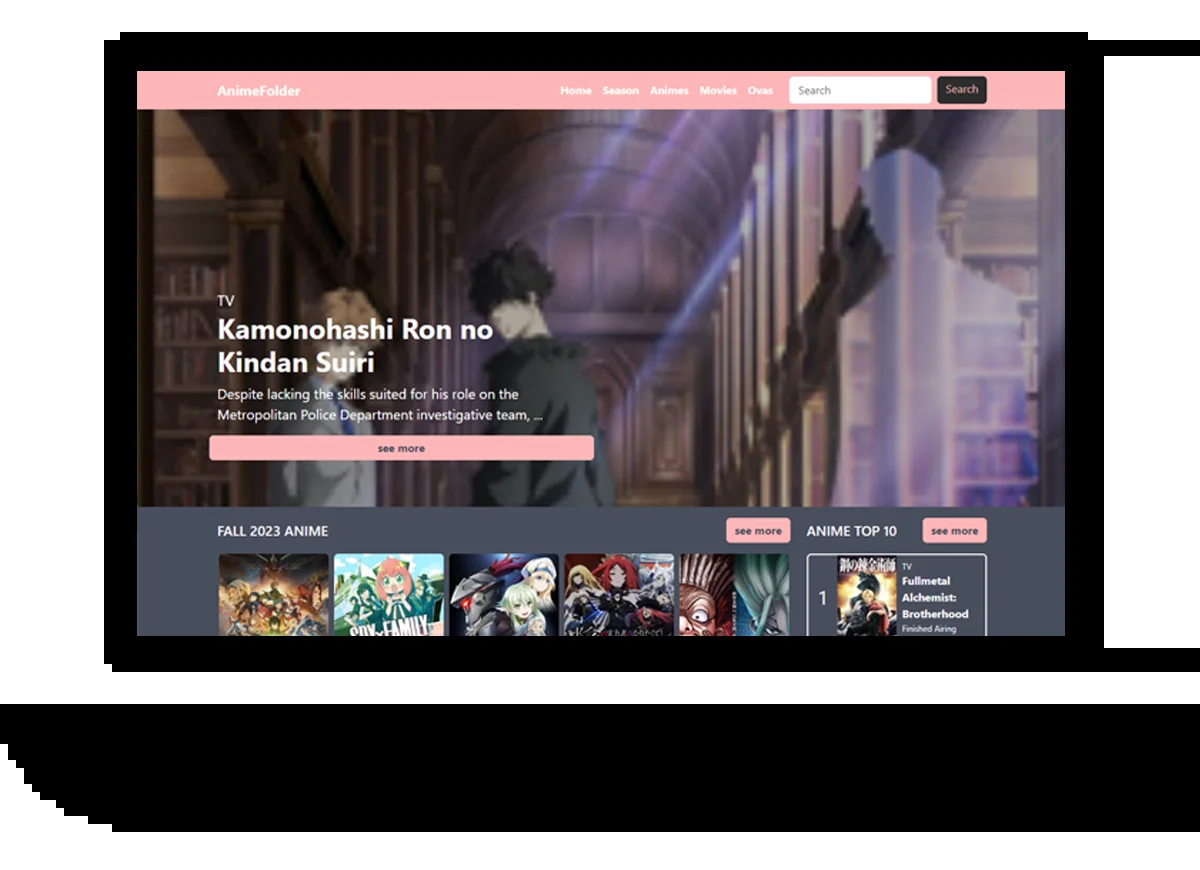 AnimeFolder
Home Season Animes Movies Ovas Search Search
TV
Kamonohashi Ron no
Kindan Suiri
Despite lacking the skills suited for his role on the
Metropolitan Police Department investigative team, ...
see more
FALL 2023 ANIME see more
SPY FAMILY
ANIME TOP 10 see more
1
鋼の錬金術師
TV
Fullmetal
Alchemist:
Brotherhood
Finished Airing